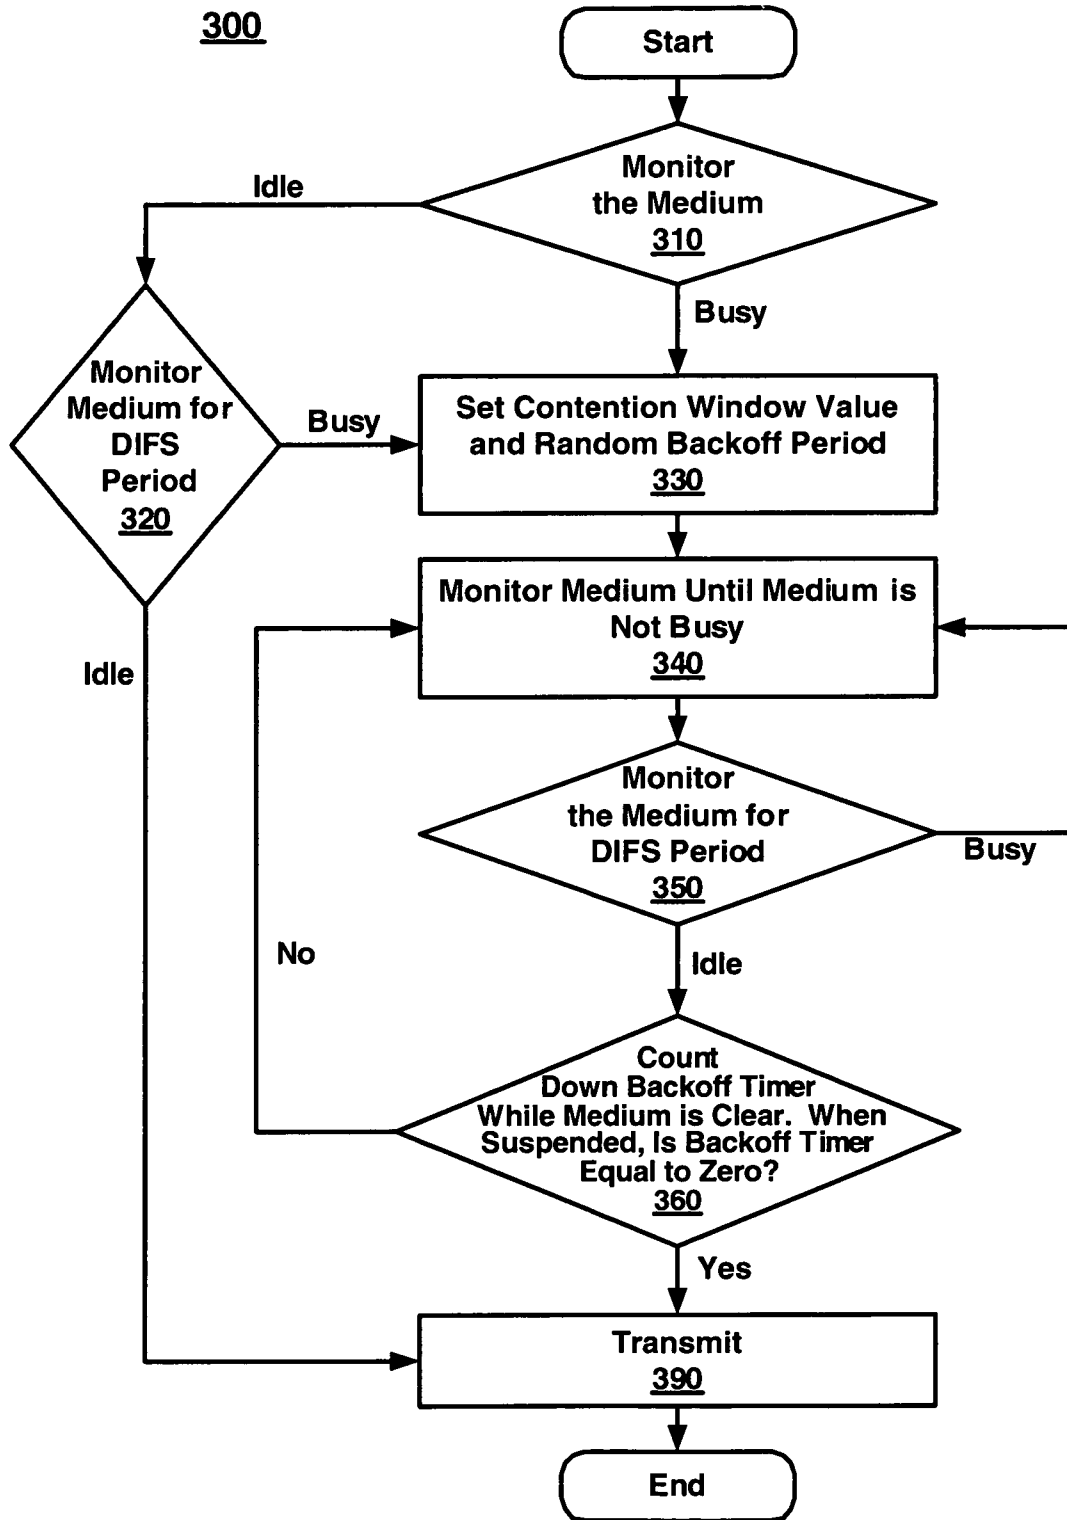 300
Start
Monitor
the Medium
310
Idle
Busy
Monitor
Medium for
DIFS
Period
320
Busy
Set Contention Window Value
and Random Backoff Period
330
Monitor Medium Until Medium is
Not Busy
340
Idle
Monitor
the Medium for
DIFS Period
350
Busy
No
Idle
Count
Down Backoff Timer
While Medium is Clear. When
Suspended, Is Backoff Timer
Equal to Zero?
360
Yes
Transmit
390
End